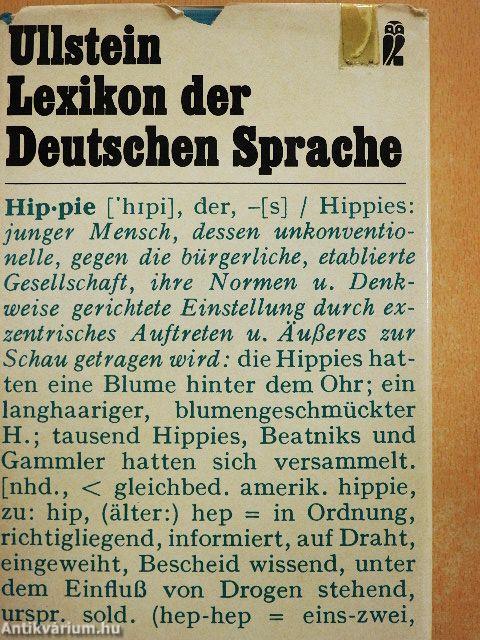 Ullstein
Lexikon der
Deutschen Sprache
Hip·pie ['hɪpi], der, –[s] / Hippies:
junger Mensch, dessen unkonventio-
nelle, gegen die bürgerliche, etablierte
Gesellschaft, ihre Normen u. Denk-
weise gerichtete Einstellung durch ex-
zentrisches Auftreten u. Äußeres zur
Schau getragen wird: die Hippies hat-
ten eine Blume hinter dem Ohr; ein
langhaariger, blumengeschmückter
H.; tausend Hippies, Beatniks und
Gammler hatten sich versammelt.
[nhd., < gleichbed. amerik. hippie,
zu: hip, (älter:) hep = in Ordnung,
richtigliegend, informiert, auf Draht,
eingeweiht, Bescheid wissend, unter
dem Einfluß von Drogen stehend,
urspr. sold. (hep-hep = eins-zwei,
Antikvárium.hu